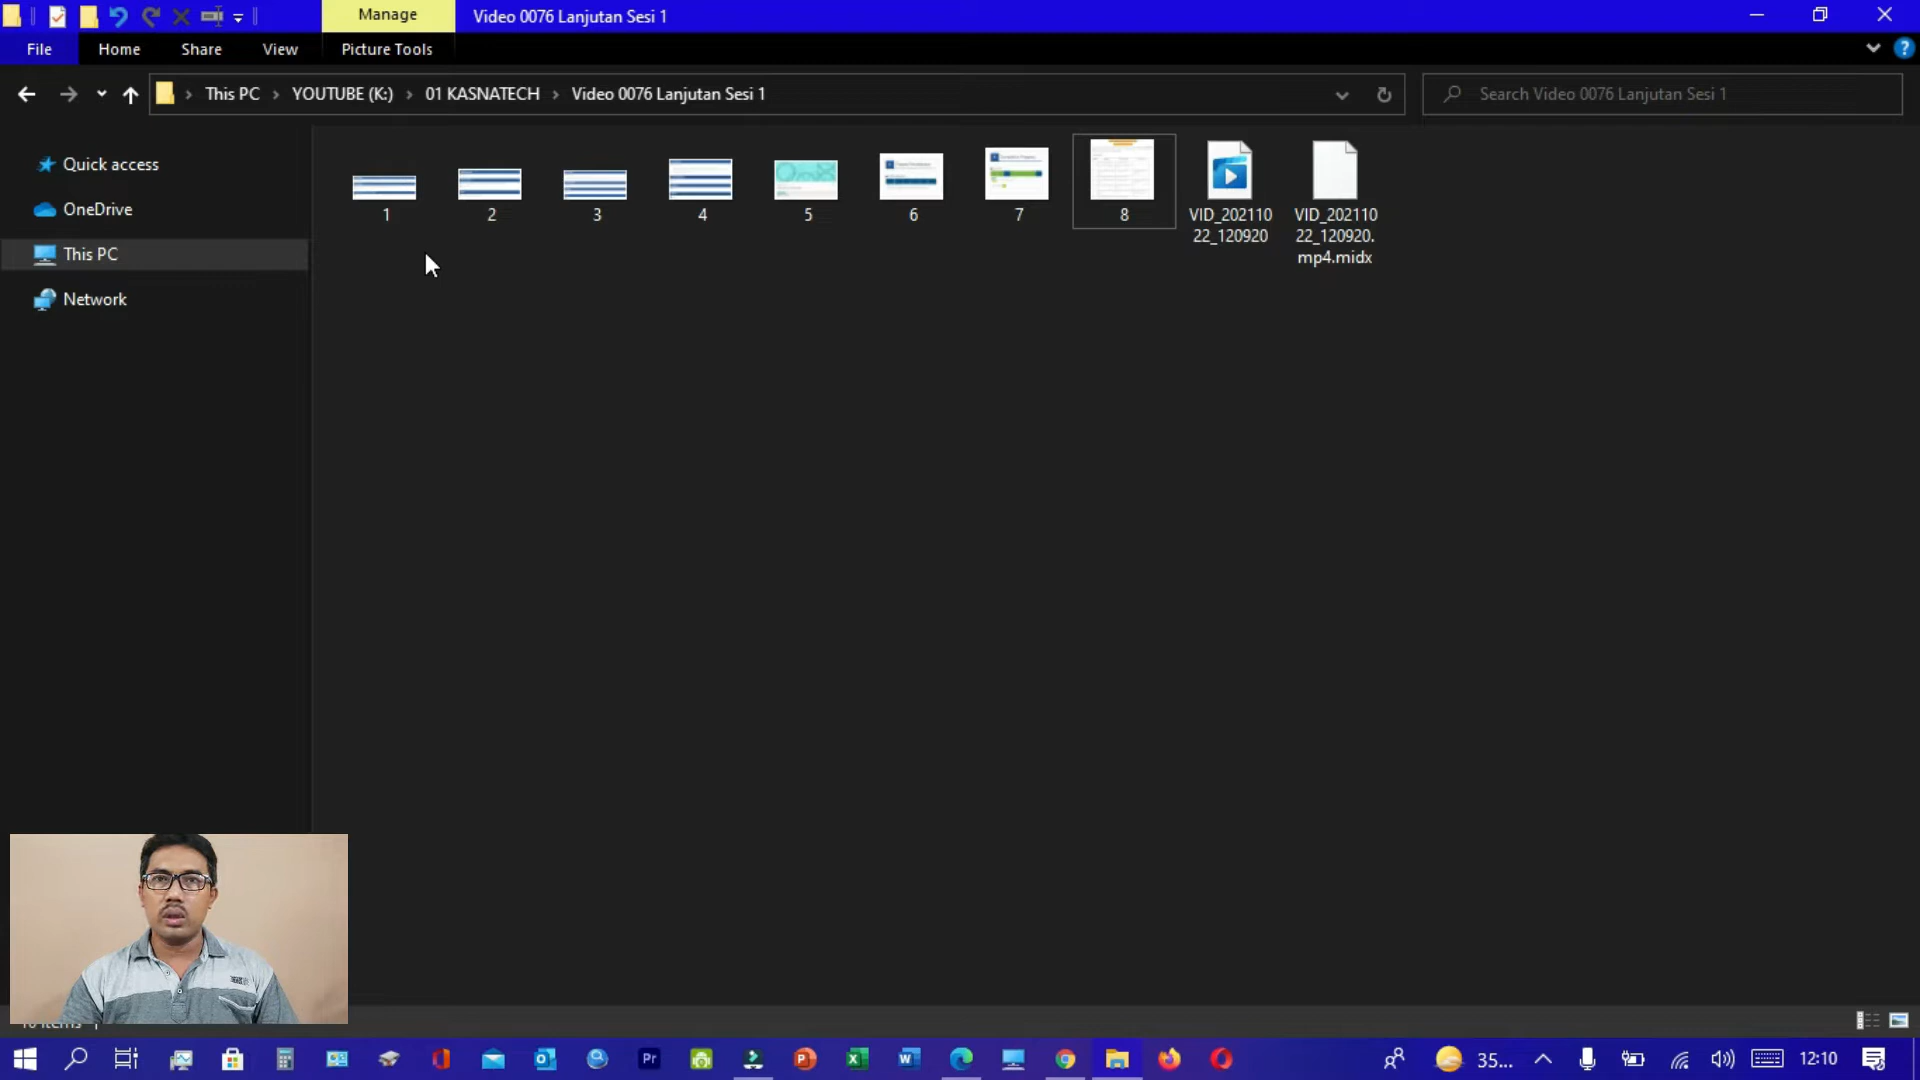 Manage
Video 0076 Lanjutan Sesi 1
File
Home
Share
View
Picture Tools
This PC
YOUTUBE (K:)
01 KASNATECH
Video 0076 Lanjutan Sesi 1
Search Video 0076 Lanjutan Sesi 1
Quick access
OneDrive
This PC
Network
1
2
3
4
5
6
7
8
VID_202110
22_120920
VID_202110
22_120920.
mp4.midx
35...
12:10